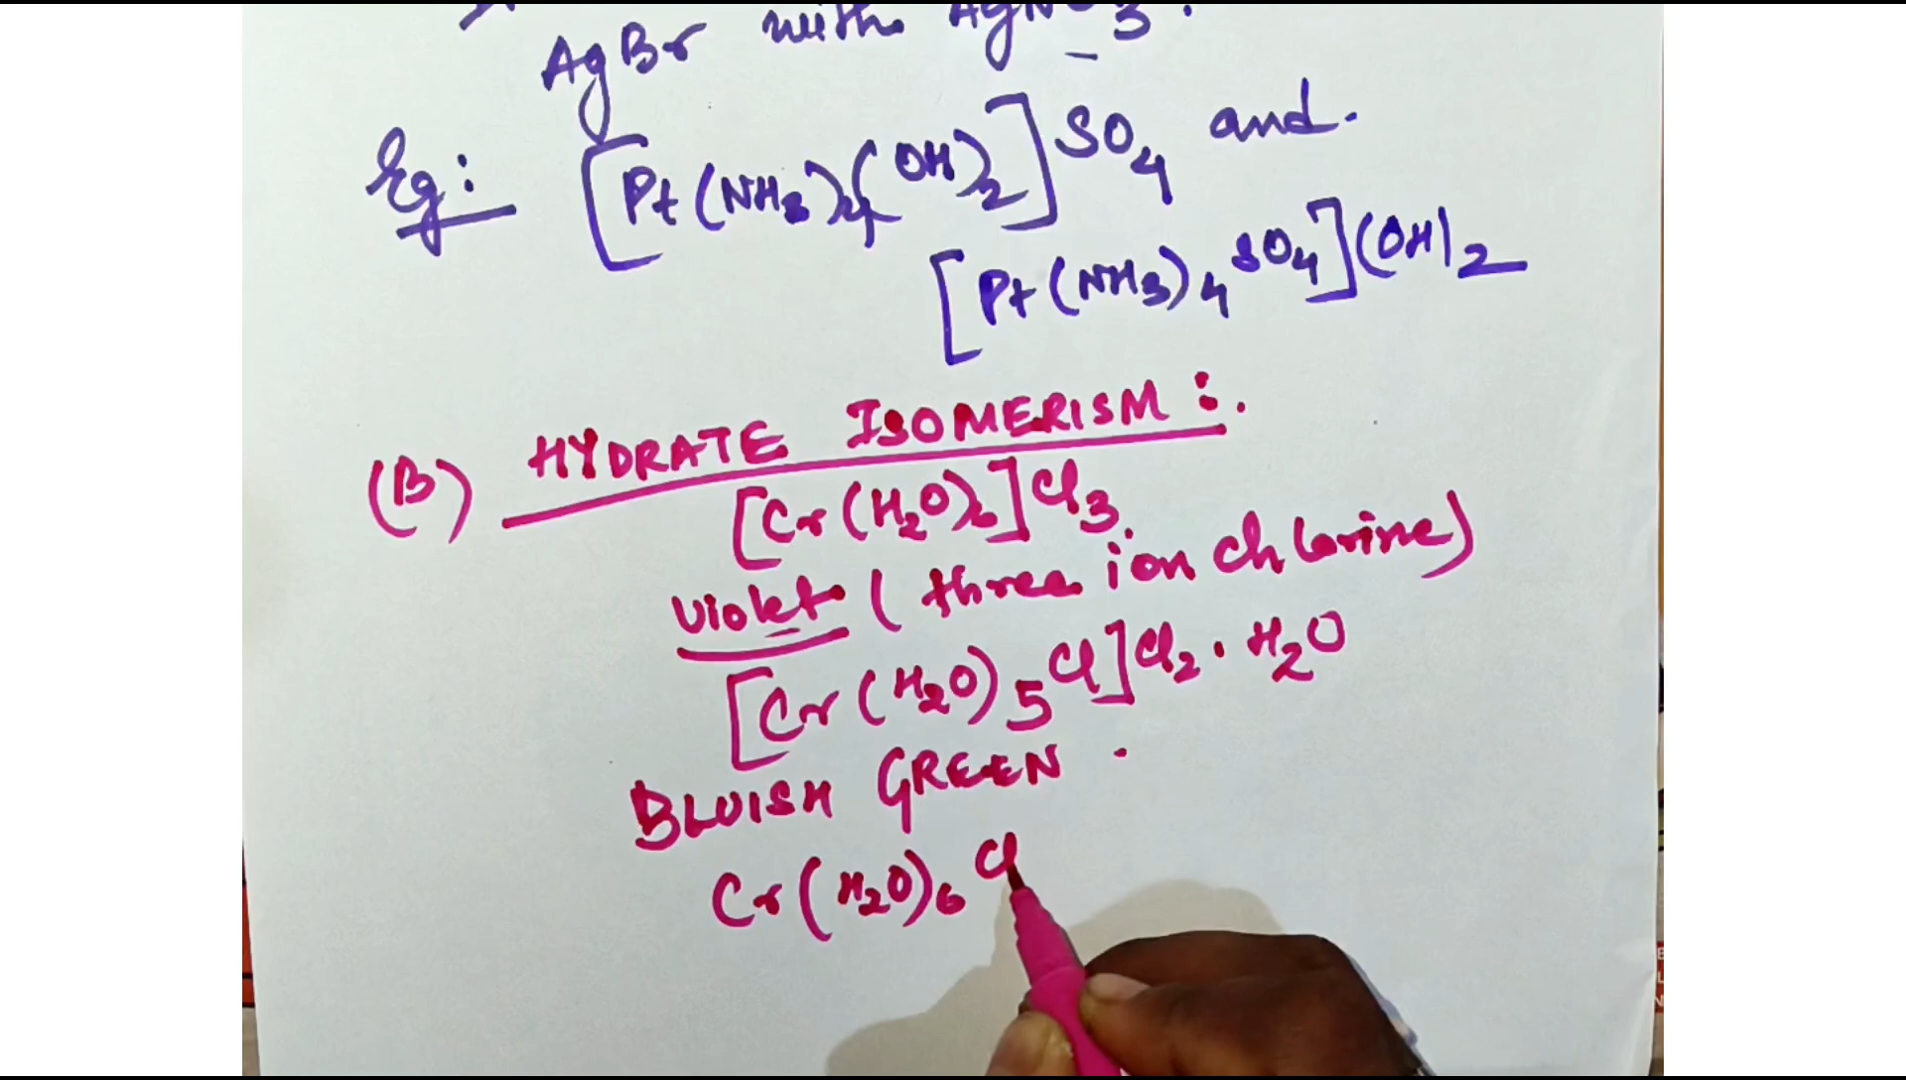 AgBr with AgNO3.
Eg: [Pt(NH3)4(OH)2]SO4 and.
[Pt(NH3)4SO4](OH)2
(B) HYDRATE ISOMERISM:.
[Cr(H2O)6]Cl3.
Violet (three ion chlorine)
[Cr(H2O)5Cl]Cl2.H2O
BLUISH GREEN.
Cr(H2O)6Cl